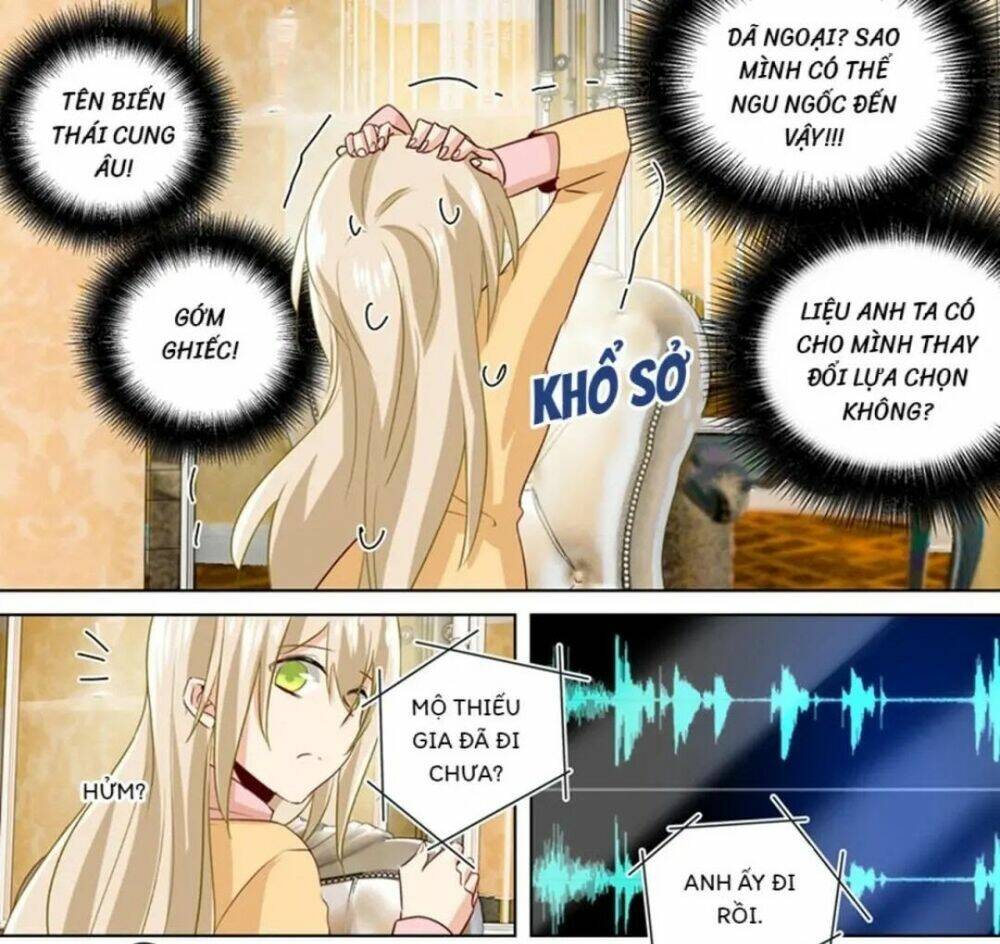 TÊN BIẾN
THÁI CUNG
ÂU!
DÃ NGOẠI? SAO
MÌNH CÓ THỂ
NGU NGỐC ĐẾN
VẬY!!!
GỚM
GHIẾC!
LIỆU ANH TA CÓ
CHO MÌNH THAY
ĐỔI LỰA CHỌN
KHÔNG?
KHỔ SỞ
HỬM?
MỘ THIẾU
GIA ĐÃ ĐI
CHƯA?
ANH ẤY ĐI
RỒI.